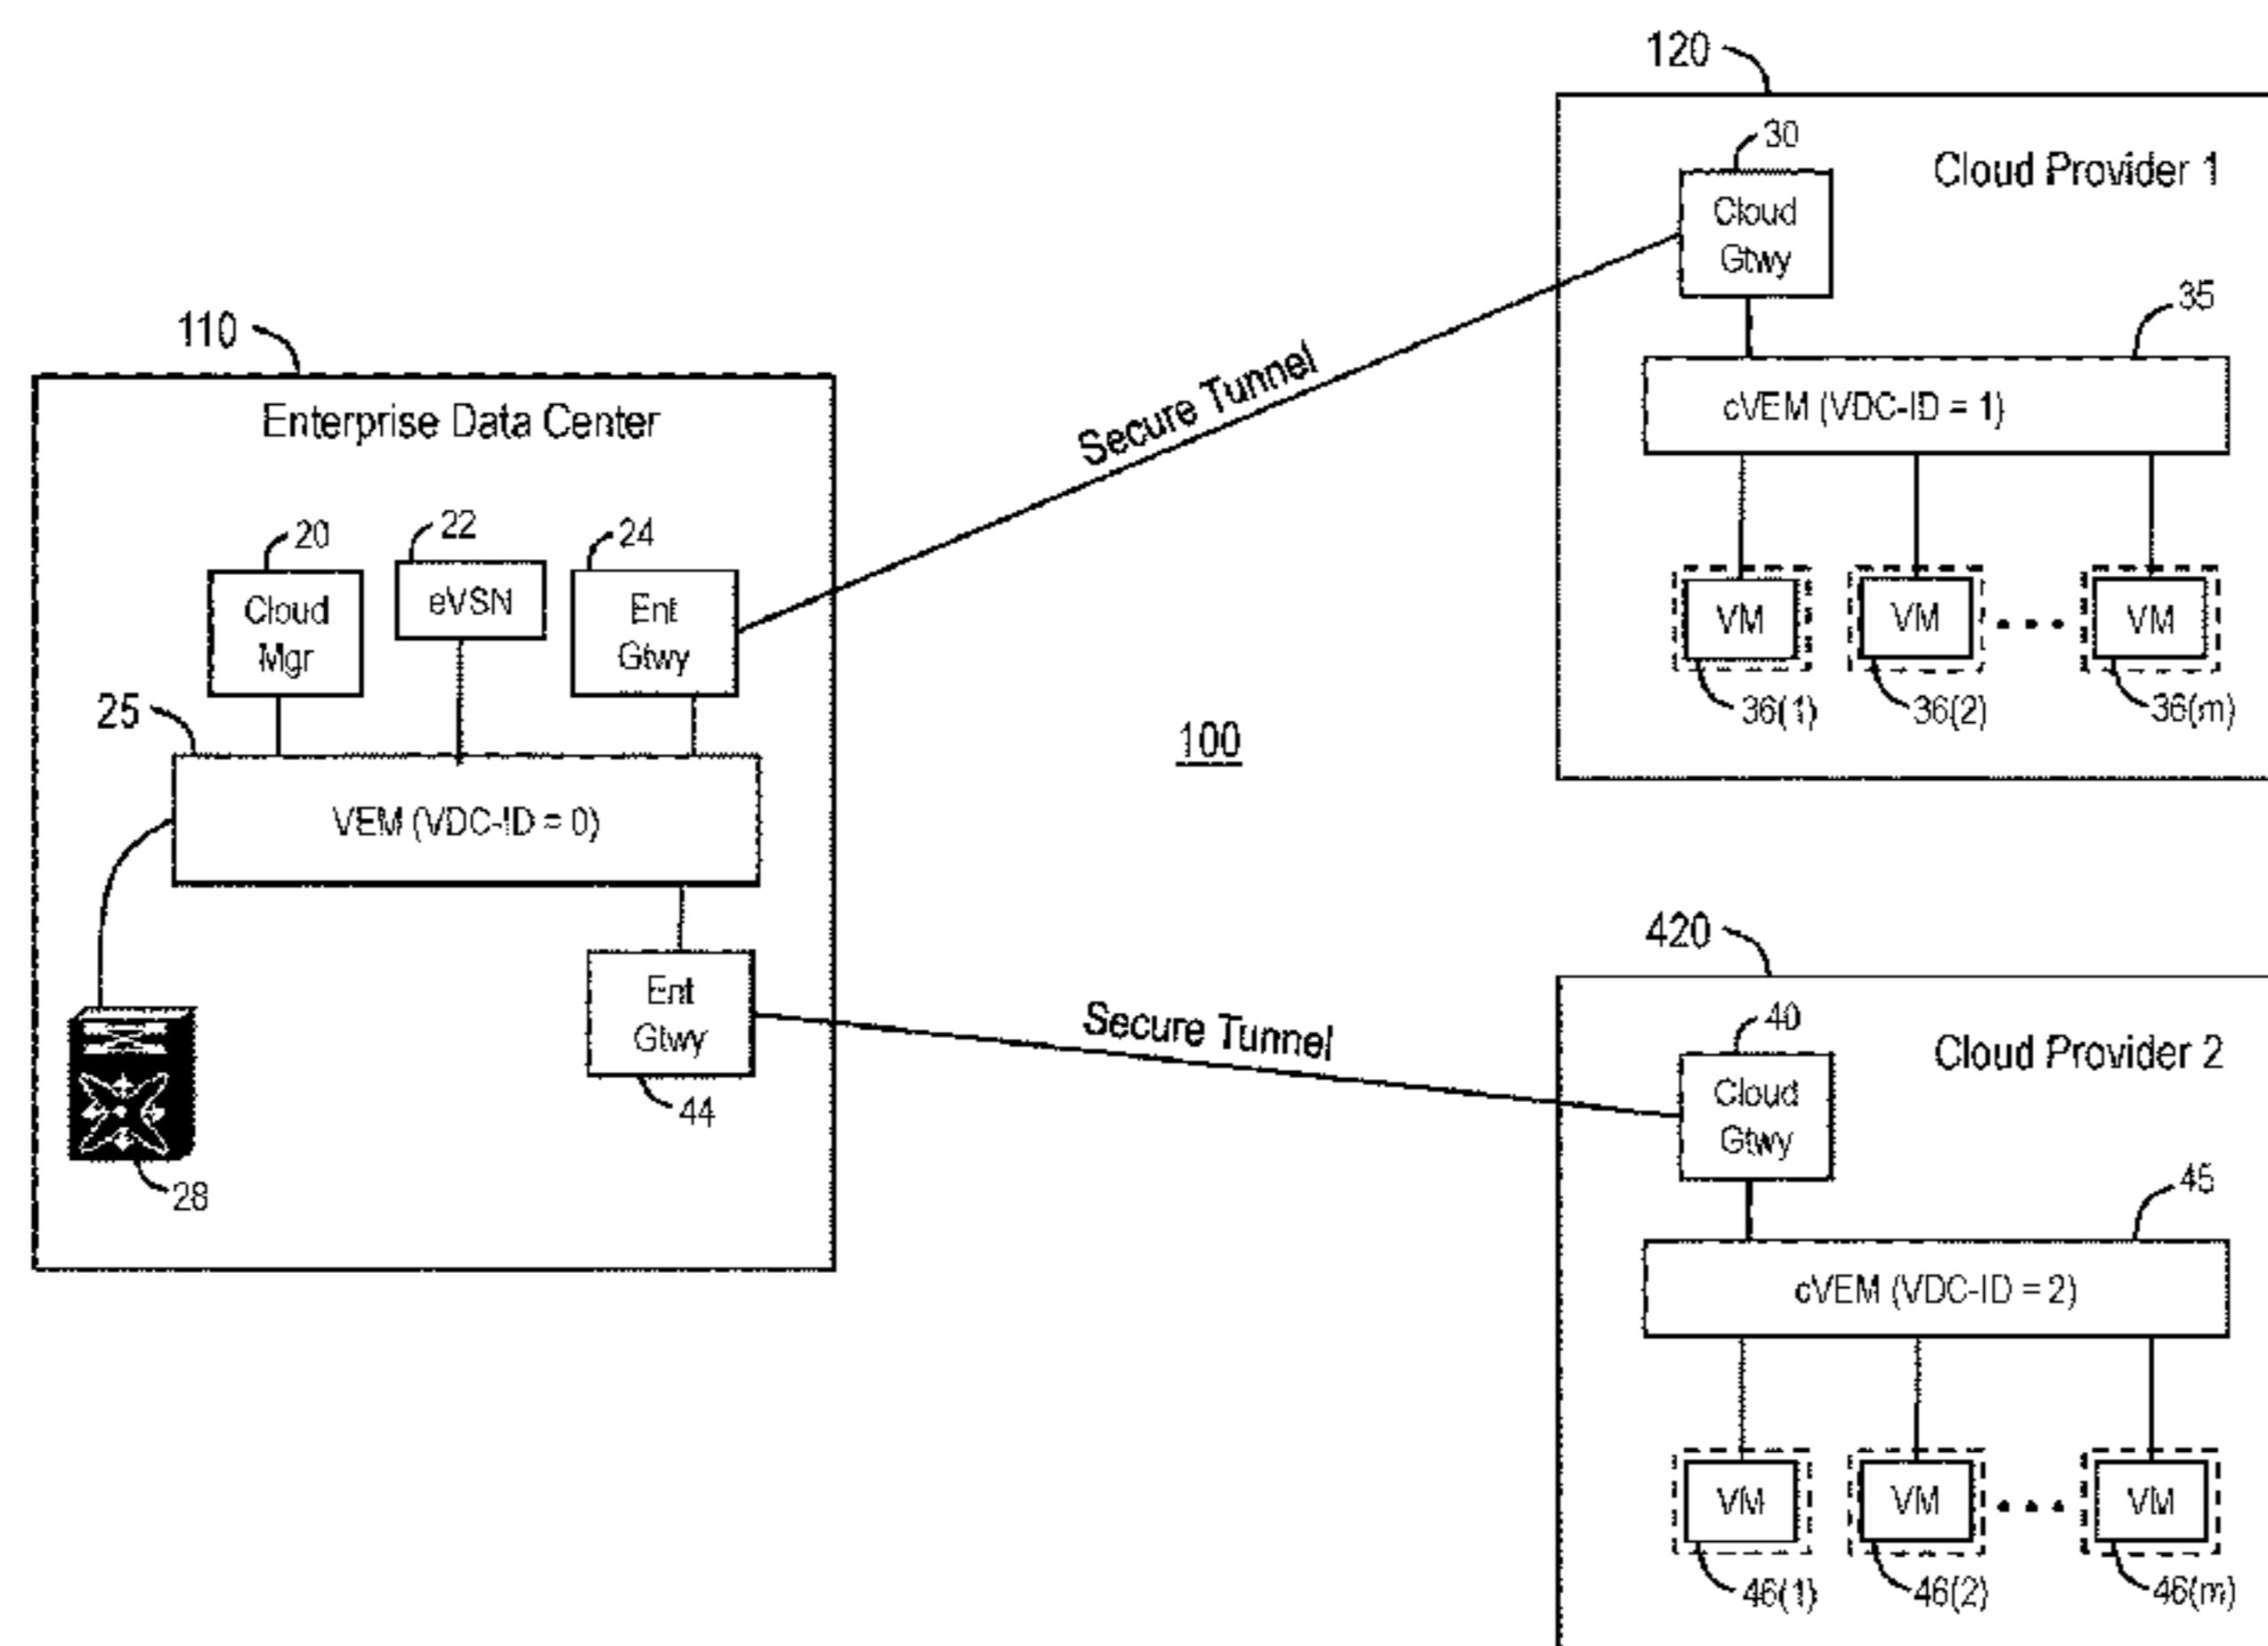 120
30
Cloud Provider 1
Cloud
Gtwy
35
cVEM (VDC-ID = 1)
VM
VM
VM
36(1)
36(2)
36(m)
Secure Tunnel
110
Enterprise Data Center
20
22
24
Cloud
Mgr
eVSN
Ent
Gtwy
25
VEM (VDC-ID = 0)
Ent
Gtwy
44
28
100
Secure Tunnel
420
40
Cloud Provider 2
Cloud
Gtwy
45
cVEM (VDC-ID = 2)
VM
VM
VM
46(1)
46(2)
46(m)